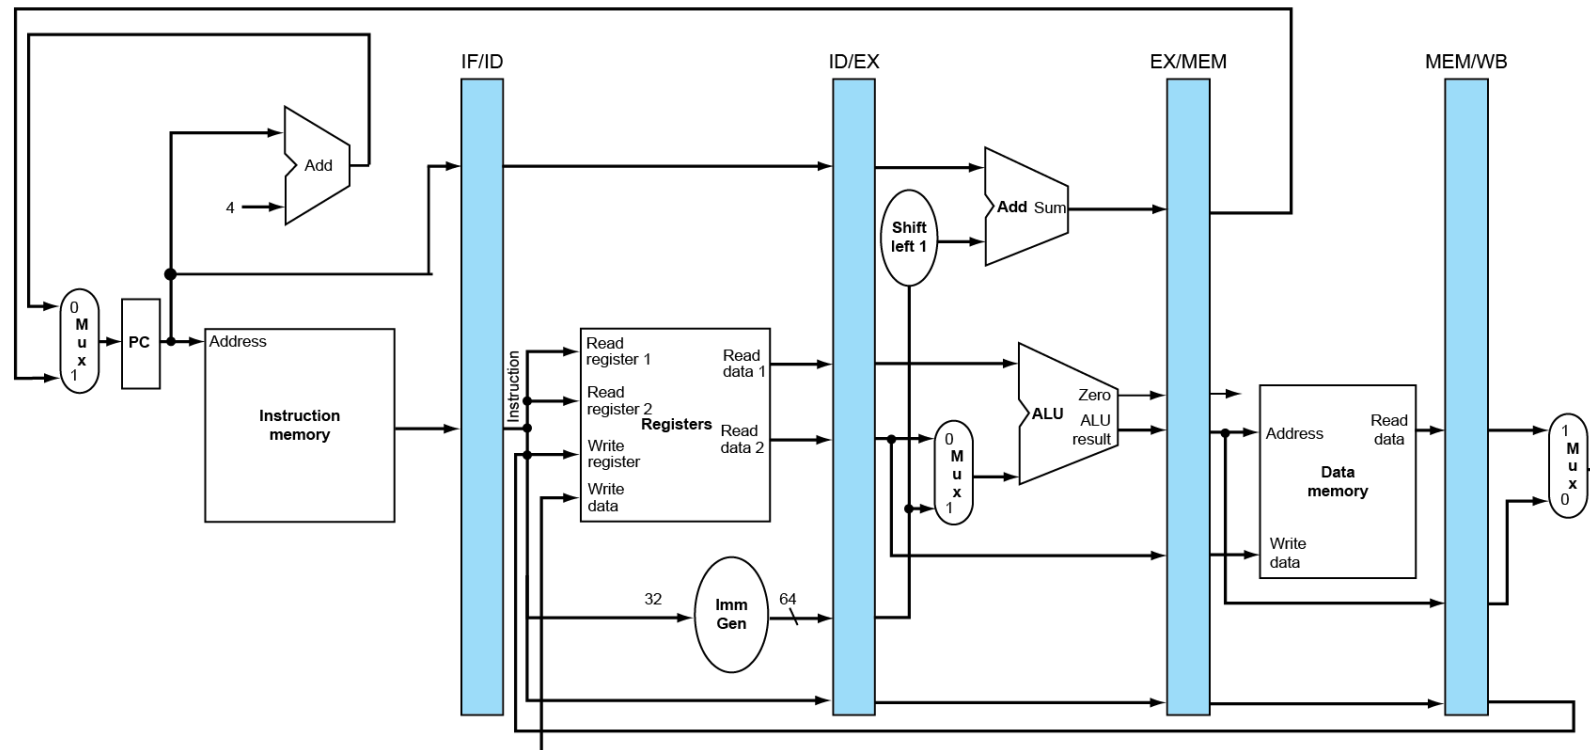 IF/ID
ID/EX
EX/MEM
MEM/WB
Add
4
Shift
left 1
Add Sum
0
M
u
x
1
PC
Address
Instruction
memory
Instruction
Read
register 1
Read
register 2
Write
register
Write
data
Registers
Read
data 1
Read
data 2
32
Imm
Gen
64
0
M
u
x
1
Zero
ALU
ALU
result
Address
Read
data
Data
memory
Write
data
1
M
u
x
0